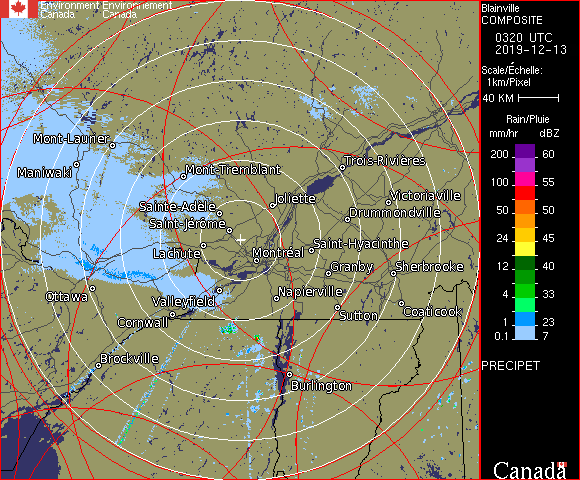 Environment Environnement
Canada Canada
Blainville
COMPOSITE
0320 UTC
2019-12-13
Scale/Échelle:
1km/Pixel
40 KM
Rain/Pluie
mm/hr dBZ
200 60
100 55
50 50
24 45
12 40
4 33
1 23
0.1 7
PRECIPET
Canada
Mont-Laurier
Maniwaki
Mont-Tremblant
Trois-Rivières
Joliette
Victoriaville
Sainte-Adèle
Drummondville
Saint-Jérôme
Lachute
Montréal
Saint-Hyacinthe
Granby
Sherbrooke
Ottawa
Valleyfield
Napierville
Cornwall
Sutton
Coaticook
Brockville
Burlington